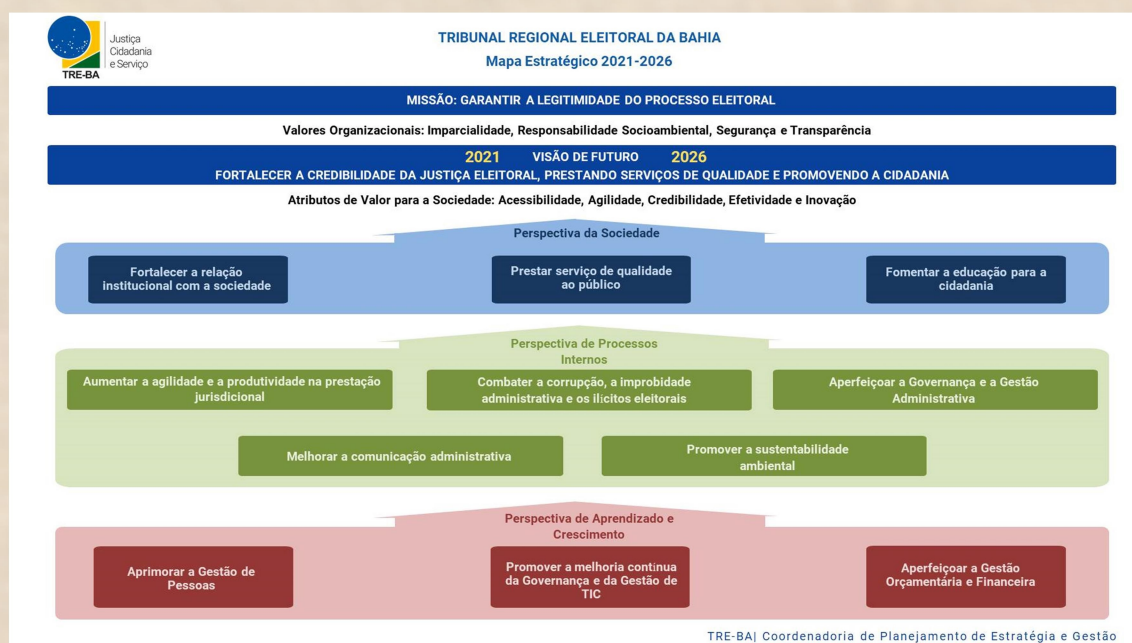 Justiça
Cidadania
e Serviço
TRE-BA
TRIBUNAL REGIONAL ELEITORAL DA BAHIA
Mapa Estratégico 2021-2026
MISSÃO: GARANTIR A LEGITIMIDADE DO PROCESSO ELEITORAL
Valores Organizacionais: Imparcialidade, Responsabilidade Socioambiental, Segurança e Transparência
2021 VISÃO DE FUTURO 2026
FORTALECER A CREDIBILIDADE DA JUSTIÇA ELEITORAL, PRESTANDO SERVIÇOS DE QUALIDADE E PROMOVENDO A CIDADANIA
Atributos de Valor para a Sociedade: Acessibilidade, Agilidade, Credibilidade, Efetividade e Inovação
Perspectiva da Sociedade
Fortalecer a relação
institucional com a sociedade
Prestar serviço de qualidade
ao público
Fomentar a educação para a
cidadania
Perspectiva de Processos
Internos
Aumentar a agilidade e a produtividade na prestação
jurisdicional
Combater a corrupção, a improbidade
administrativa e os ilícitos eleitorais
Aperfeiçoar a Governança e a Gestão
Administrativa
Melhorar a comunicação administrativa
Promover a sustentabilidade
ambiental
Perspectiva de Aprendizado e
Crescimento
Aprimorar a Gestão de
Pessoas
Promover a melhoria contínua
da Governança e da Gestão de
TIC
Aperfeiçoar a Gestão
Orçamentária e Financeira
TRE-BA| Coordenadoria de Planejamento de Estratégia e Gestão